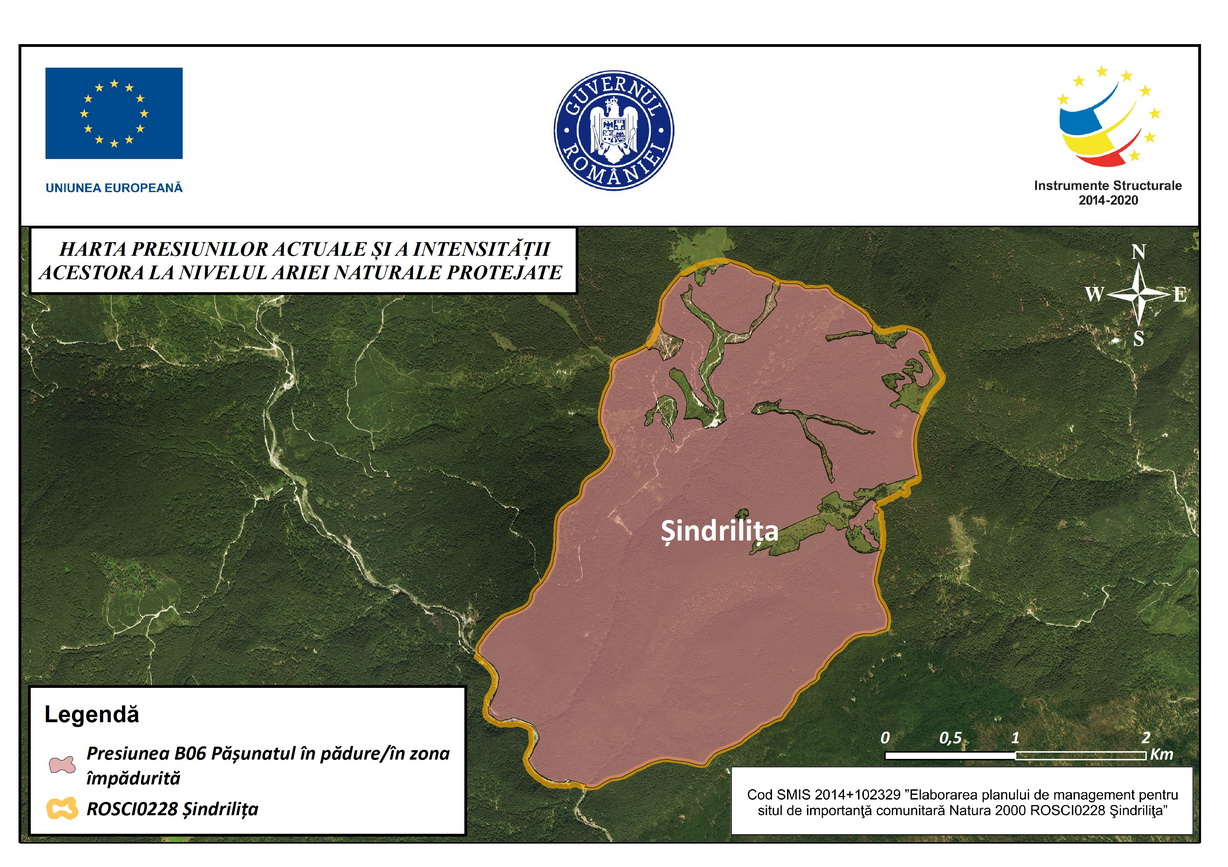 UNIUNEA EUROPEANĂ
GUVERNUL ROMÂNIEI
Instrumente Structurale
2014-2020
HARTA PRESIUNILOR ACTUALE ȘI A INTENSITĂȚII
ACESTORA LA NIVELUL ARIEI NATURALE PROTEJATE
N
W E
S
Șindrilița
Legendă
Presiunea B06 Pășunatul în pădure/în zona
împădurită
ROSCI0228 Șindrilița
0 0,5 1 2
Km
Cod SMIS 2014+102329 ”Elaborarea planului de management pentru
situl de importanţă comunitară Natura 2000 ROSCI0228 Şindriliţa”